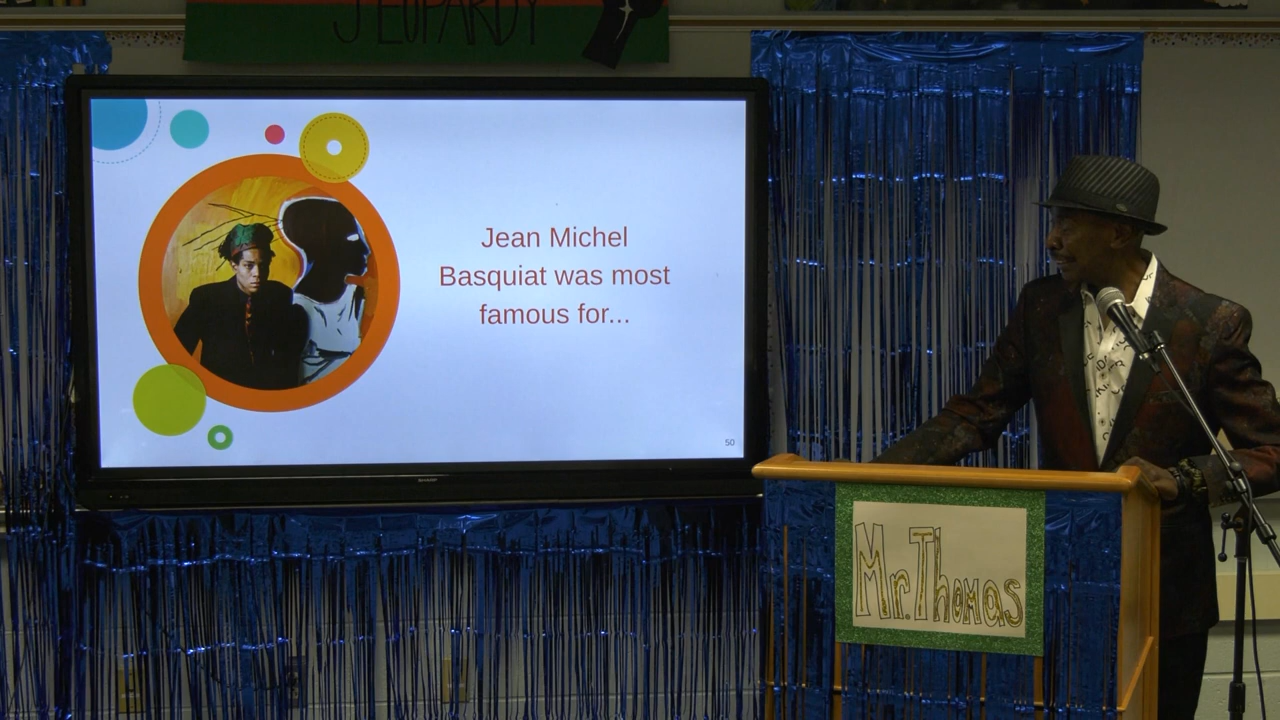 JEOPARDY
Jean Michel
Basquiat was most
famous for...
50
Mr. Thomas